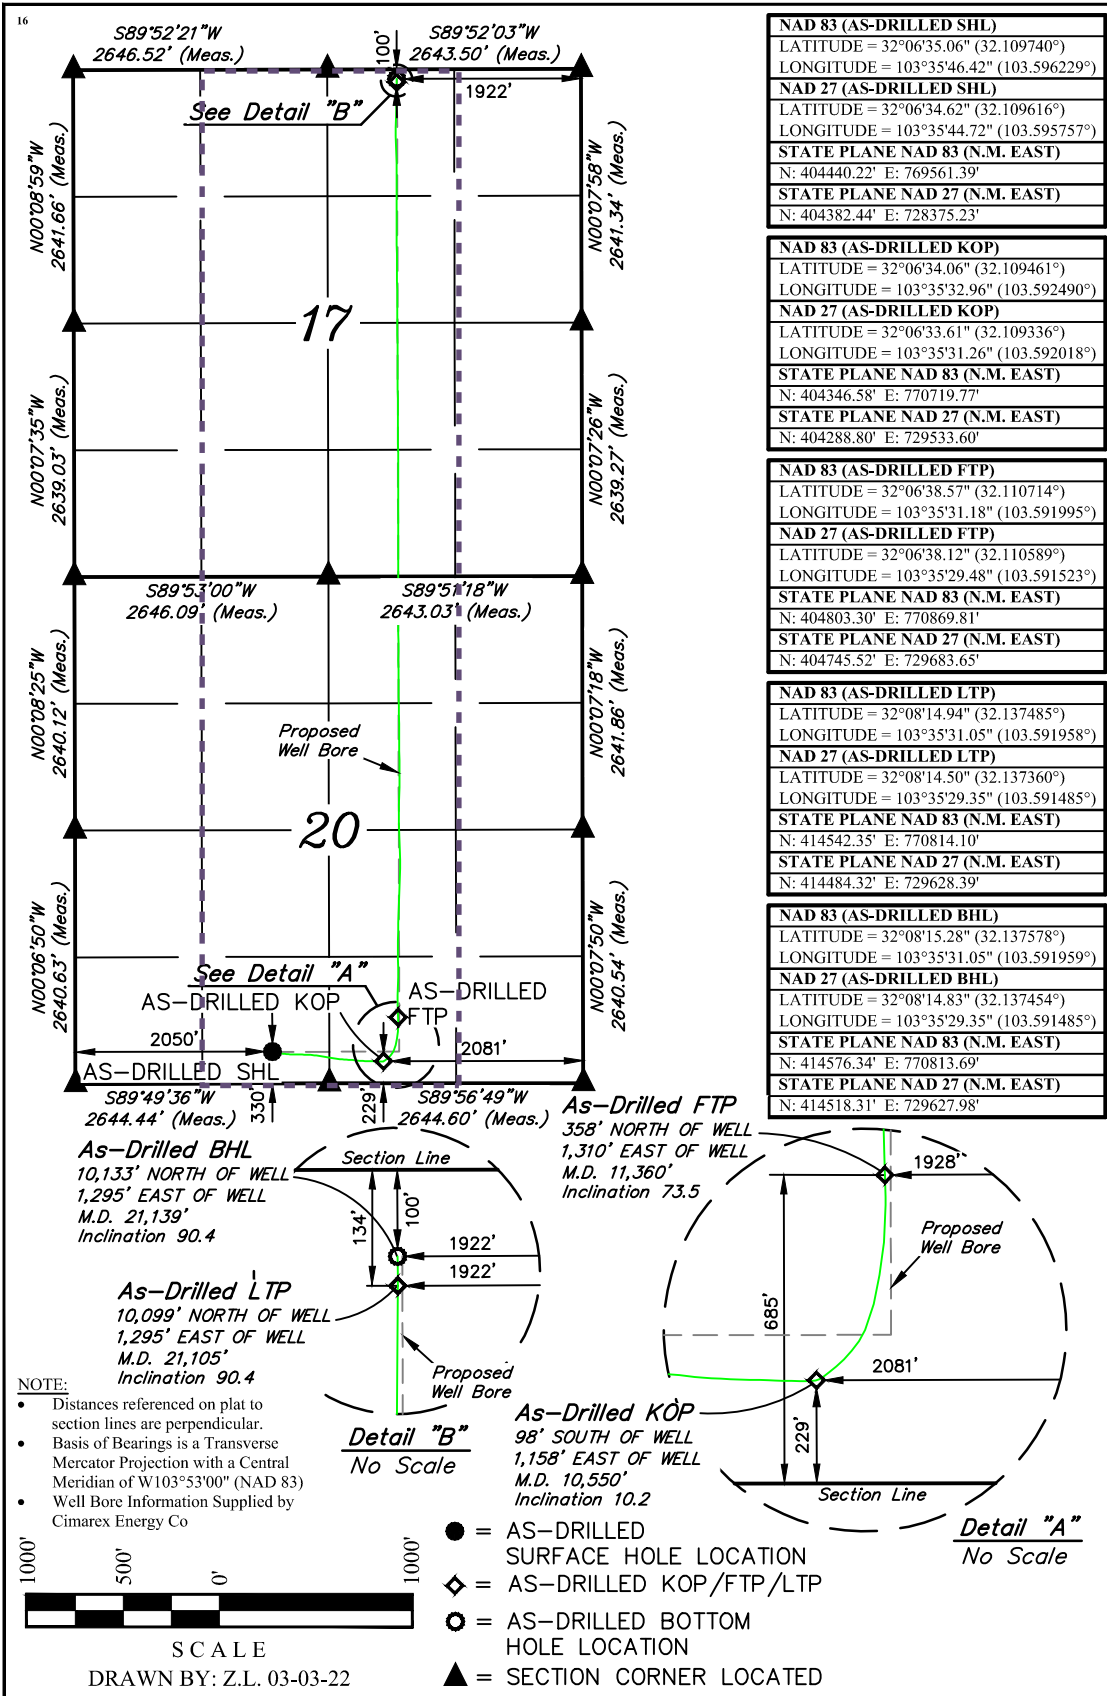 16
S89°52'21"W
2646.52' (Meas.)
100'
S89°52'03"W
2643.50' (Meas.)
1922'
See Detail "B"
N00°08'59"W
2641.66' (Meas.)
N00°07'58"W
2641.34' (Meas.)
17
N00°07'35"W
2639.03' (Meas.)
N00°07'26"W
2639.27' (Meas.)
S89°53'00"W
2646.09' (Meas.)
S89°51'18"W
2643.03' (Meas.)
N00°08'25"W
2640.12' (Meas.)
N00°07'18"W
2641.86' (Meas.)
Proposed
Well Bore
20
N00°06'50"W
2640.63' (Meas.)
N00°07'50"W
2640.54' (Meas.)
See Detail "A"
AS-DRILLED KOP
AS-DRILLED
FTP
2050'
2081'
AS-DRILLED SHL
S89°49'36"W
2644.44' (Meas.)
330'
229'
S89°56'49"W
2644.60' (Meas.)
NAD 83 (AS-DRILLED SHL)
LATITUDE = 32°06'35.06" (32.109740°)
LONGITUDE = 103°35'46.42" (103.596229°)
NAD 27 (AS-DRILLED SHL)
LATITUDE = 32°06'34.62" (32.109616°)
LONGITUDE = 103°35'44.72" (103.595757°)
STATE PLANE NAD 83 (N.M. EAST)
N: 404440.22' E: 769561.39'
STATE PLANE NAD 27 (N.M. EAST)
N: 404382.44' E: 728375.23'
NAD 83 (AS-DRILLED KOP)
LATITUDE = 32°06'34.06" (32.109461°)
LONGITUDE = 103°35'32.96" (103.592490°)
NAD 27 (AS-DRILLED KOP)
LATITUDE = 32°06'33.61" (32.109336°)
LONGITUDE = 103°35'31.26" (103.592018°)
STATE PLANE NAD 83 (N.M. EAST)
N: 404346.58' E: 770719.77'
STATE PLANE NAD 27 (N.M. EAST)
N: 404288.80' E: 729533.60'
NAD 83 (AS-DRILLED FTP)
LATITUDE = 32°06'38.57" (32.110714°)
LONGITUDE = 103°35'31.18" (103.591995°)
NAD 27 (AS-DRILLED FTP)
LATITUDE = 32°06'38.12" (32.110589°)
LONGITUDE = 103°35'29.48" (103.591523°)
STATE PLANE NAD 83 (N.M. EAST)
N: 404803.30' E: 770869.81'
STATE PLANE NAD 27 (N.M. EAST)
N: 404745.52' E: 729683.65'
NAD 83 (AS-DRILLED LTP)
LATITUDE = 32°08'14.94" (32.137485°)
LONGITUDE = 103°35'31.05" (103.591958°)
NAD 27 (AS-DRILLED LTP)
LATITUDE = 32°08'14.50" (32.137360°)
LONGITUDE = 103°35'29.35" (103.591485°)
STATE PLANE NAD 83 (N.M. EAST)
N: 414542.35' E: 770814.10'
STATE PLANE NAD 27 (N.M. EAST)
N: 414484.32' E: 729628.39'
NAD 83 (AS-DRILLED BHL)
LATITUDE = 32°08'15.28" (32.137578°)
LONGITUDE = 103°35'31.05" (103.591959°)
NAD 27 (AS-DRILLED BHL)
LATITUDE = 32°08'14.83" (32.137454°)
LONGITUDE = 103°35'29.35" (103.591485°)
STATE PLANE NAD 83 (N.M. EAST)
N: 414576.34' E: 770813.69'
STATE PLANE NAD 27 (N.M. EAST)
N: 414518.31' E: 729627.98'
As-Drilled BHL
10,133' NORTH OF WELL
1,295' EAST OF WELL
M.D. 21,139'
Inclination 90.4
As-Drilled LTP
10,099' NORTH OF WELL
1,295' EAST OF WELL
M.D. 21,105'
Inclination 90.4
Section Line
134'
100'
1922'
1922'
Proposed
Well Bore
Detail "B"
No Scale
As-Drilled FTP
358' NORTH OF WELL
1,310' EAST OF WELL
M.D. 11,360'
Inclination 73.5
1928'
Proposed
Well Bore
685'
2081'
229'
As-Drilled KOP
98' SOUTH OF WELL
1,158' EAST OF WELL
M.D. 10,550'
Inclination 10.2
Section Line
Detail "A"
No Scale
NOTE:
• Distances referenced on plat to
section lines are perpendicular.
• Basis of Bearings is a Transverse
Mercator Projection with a Central
Meridian of W103°53'00" (NAD 83)
• Well Bore Information Supplied by
Cimarex Energy Co
1000'
500'
0'
1000'
SCALE
DRAWN BY: Z.L. 03-03-22
= AS-DRILLED
SURFACE HOLE LOCATION
= AS-DRILLED KOP/FTP/LTP
= AS-DRILLED BOTTOM
HOLE LOCATION
= SECTION CORNER LOCATED